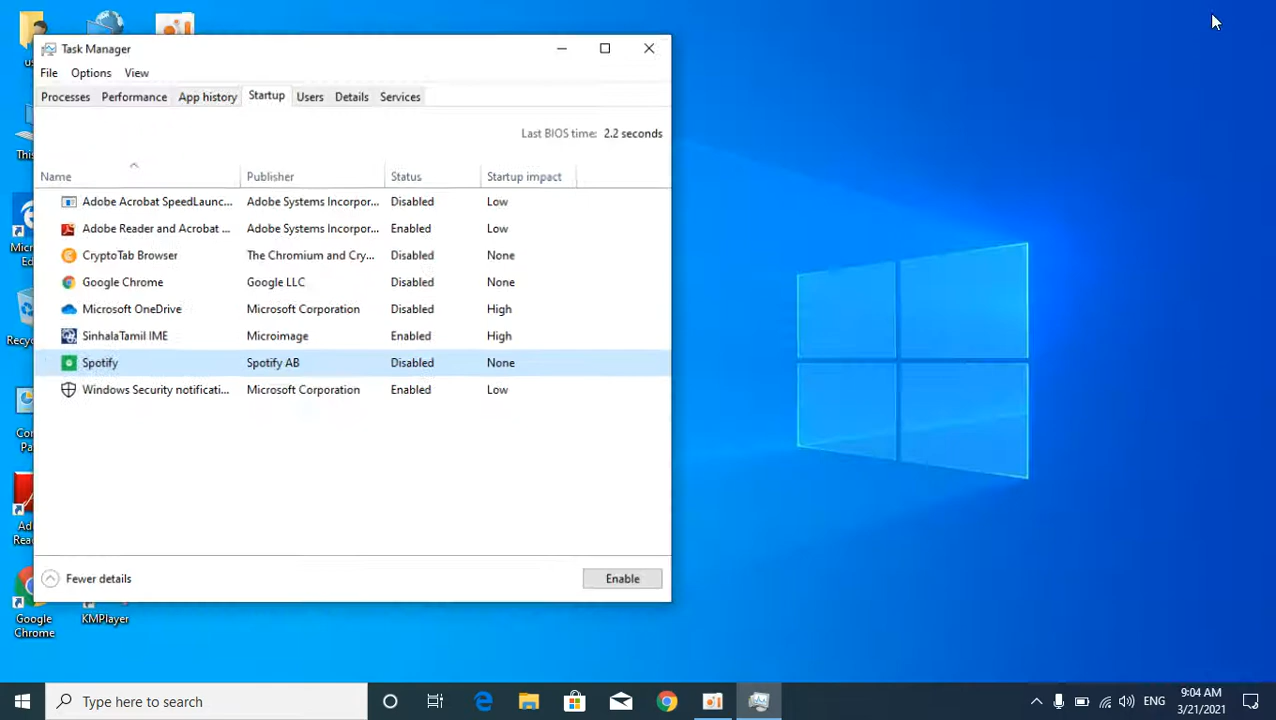 Task Manager
File Options View
Processes Performance App history Startup Users Details Services
Last BIOS time: 2.2 seconds
Name Publisher Status Startup impact
Adobe Acrobat SpeedLaunc... Adobe Systems Incorpor... Disabled Low
Adobe Reader and Acrobat ... Adobe Systems Incorpor... Enabled Low
CryptoTab Browser The Chromium and Cry... Disabled None
Google Chrome Google LLC Disabled None
Microsoft OneDrive Microsoft Corporation Disabled High
SinhalaTamil IME Microimage Enabled High
Spotify Spotify AB Disabled None
Windows Security notificati... Microsoft Corporation Enabled Low
Fewer details Enable
Google
Chrome
KMPlayer
Type here to search
ENG
9:04 AM
3/21/2021